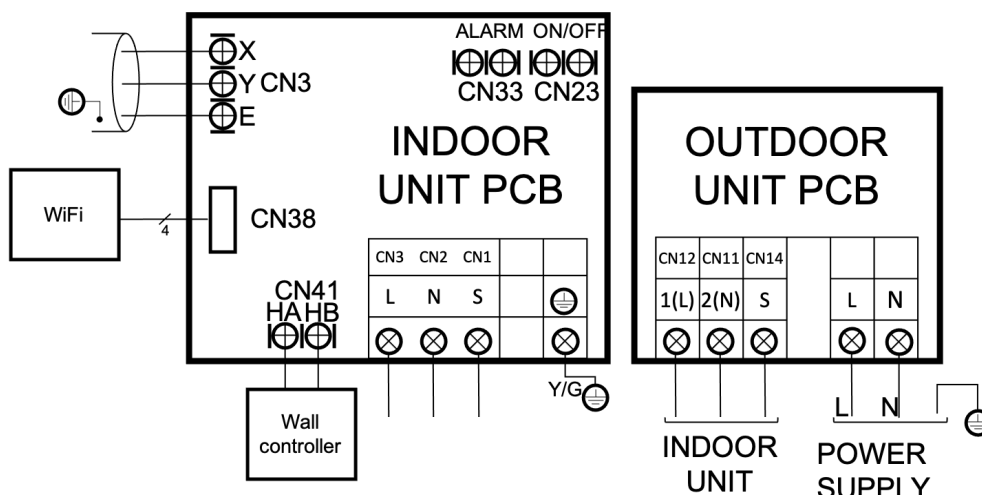 ALARM ON/OFF
X
Y CN3
E
CN33 CN23
INDOOR
UNIT PCB
OUTDOOR
UNIT PCB
WiFi
4
CN38
CN3 CN2 CN1
L N S
CN12 CN11 CN14
1(L) 2(N) S L N
CN41
HA HB
Y/G
Wall
controller
L N
INDOOR
UNIT
POWER
SUPPLY